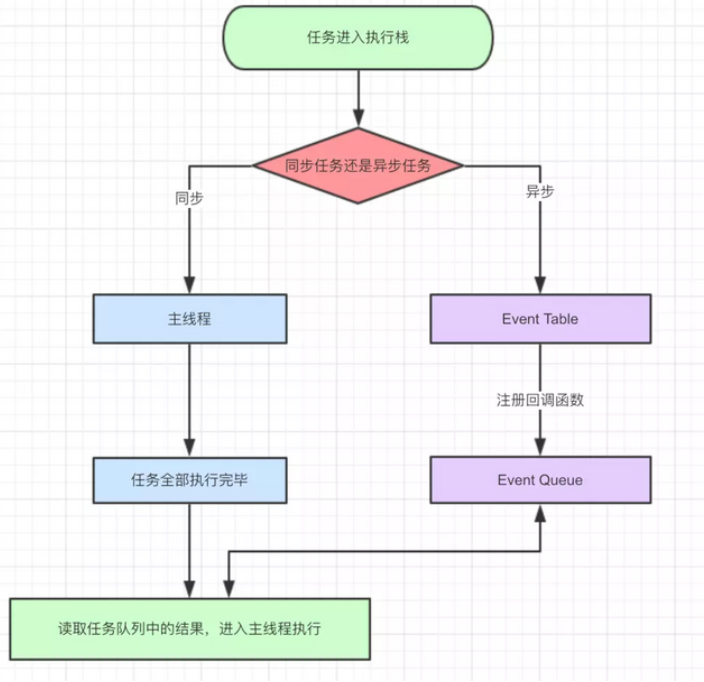 任务进入执行栈
同步任务还是异步任务
同步
异步
主线程
Event Table
注册回调函数
任务全部执行完毕
Event Queue
读取任务队列中的结果，进入主线程执行